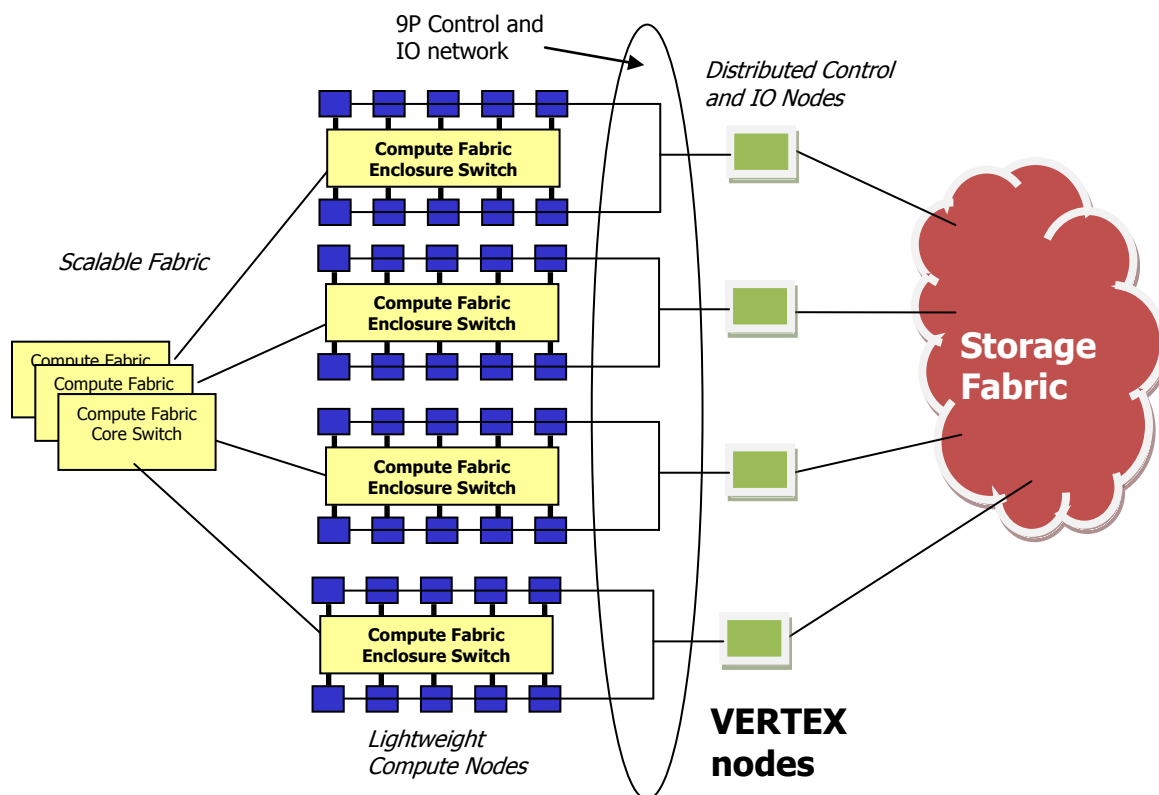 9P Control and
IO network
Distributed Control
and IO Nodes
Compute Fabric
Enclosure Switch
Scalable Fabric
Compute Fabric
Enclosure Switch
Storage
Fabric
Compute Fabric
Compute Fabric
Compute Fabric
Core Switch
Compute Fabric
Enclosure Switch
Compute Fabric
Enclosure Switch
VERTEX
nodes
Lightweight
Compute Nodes